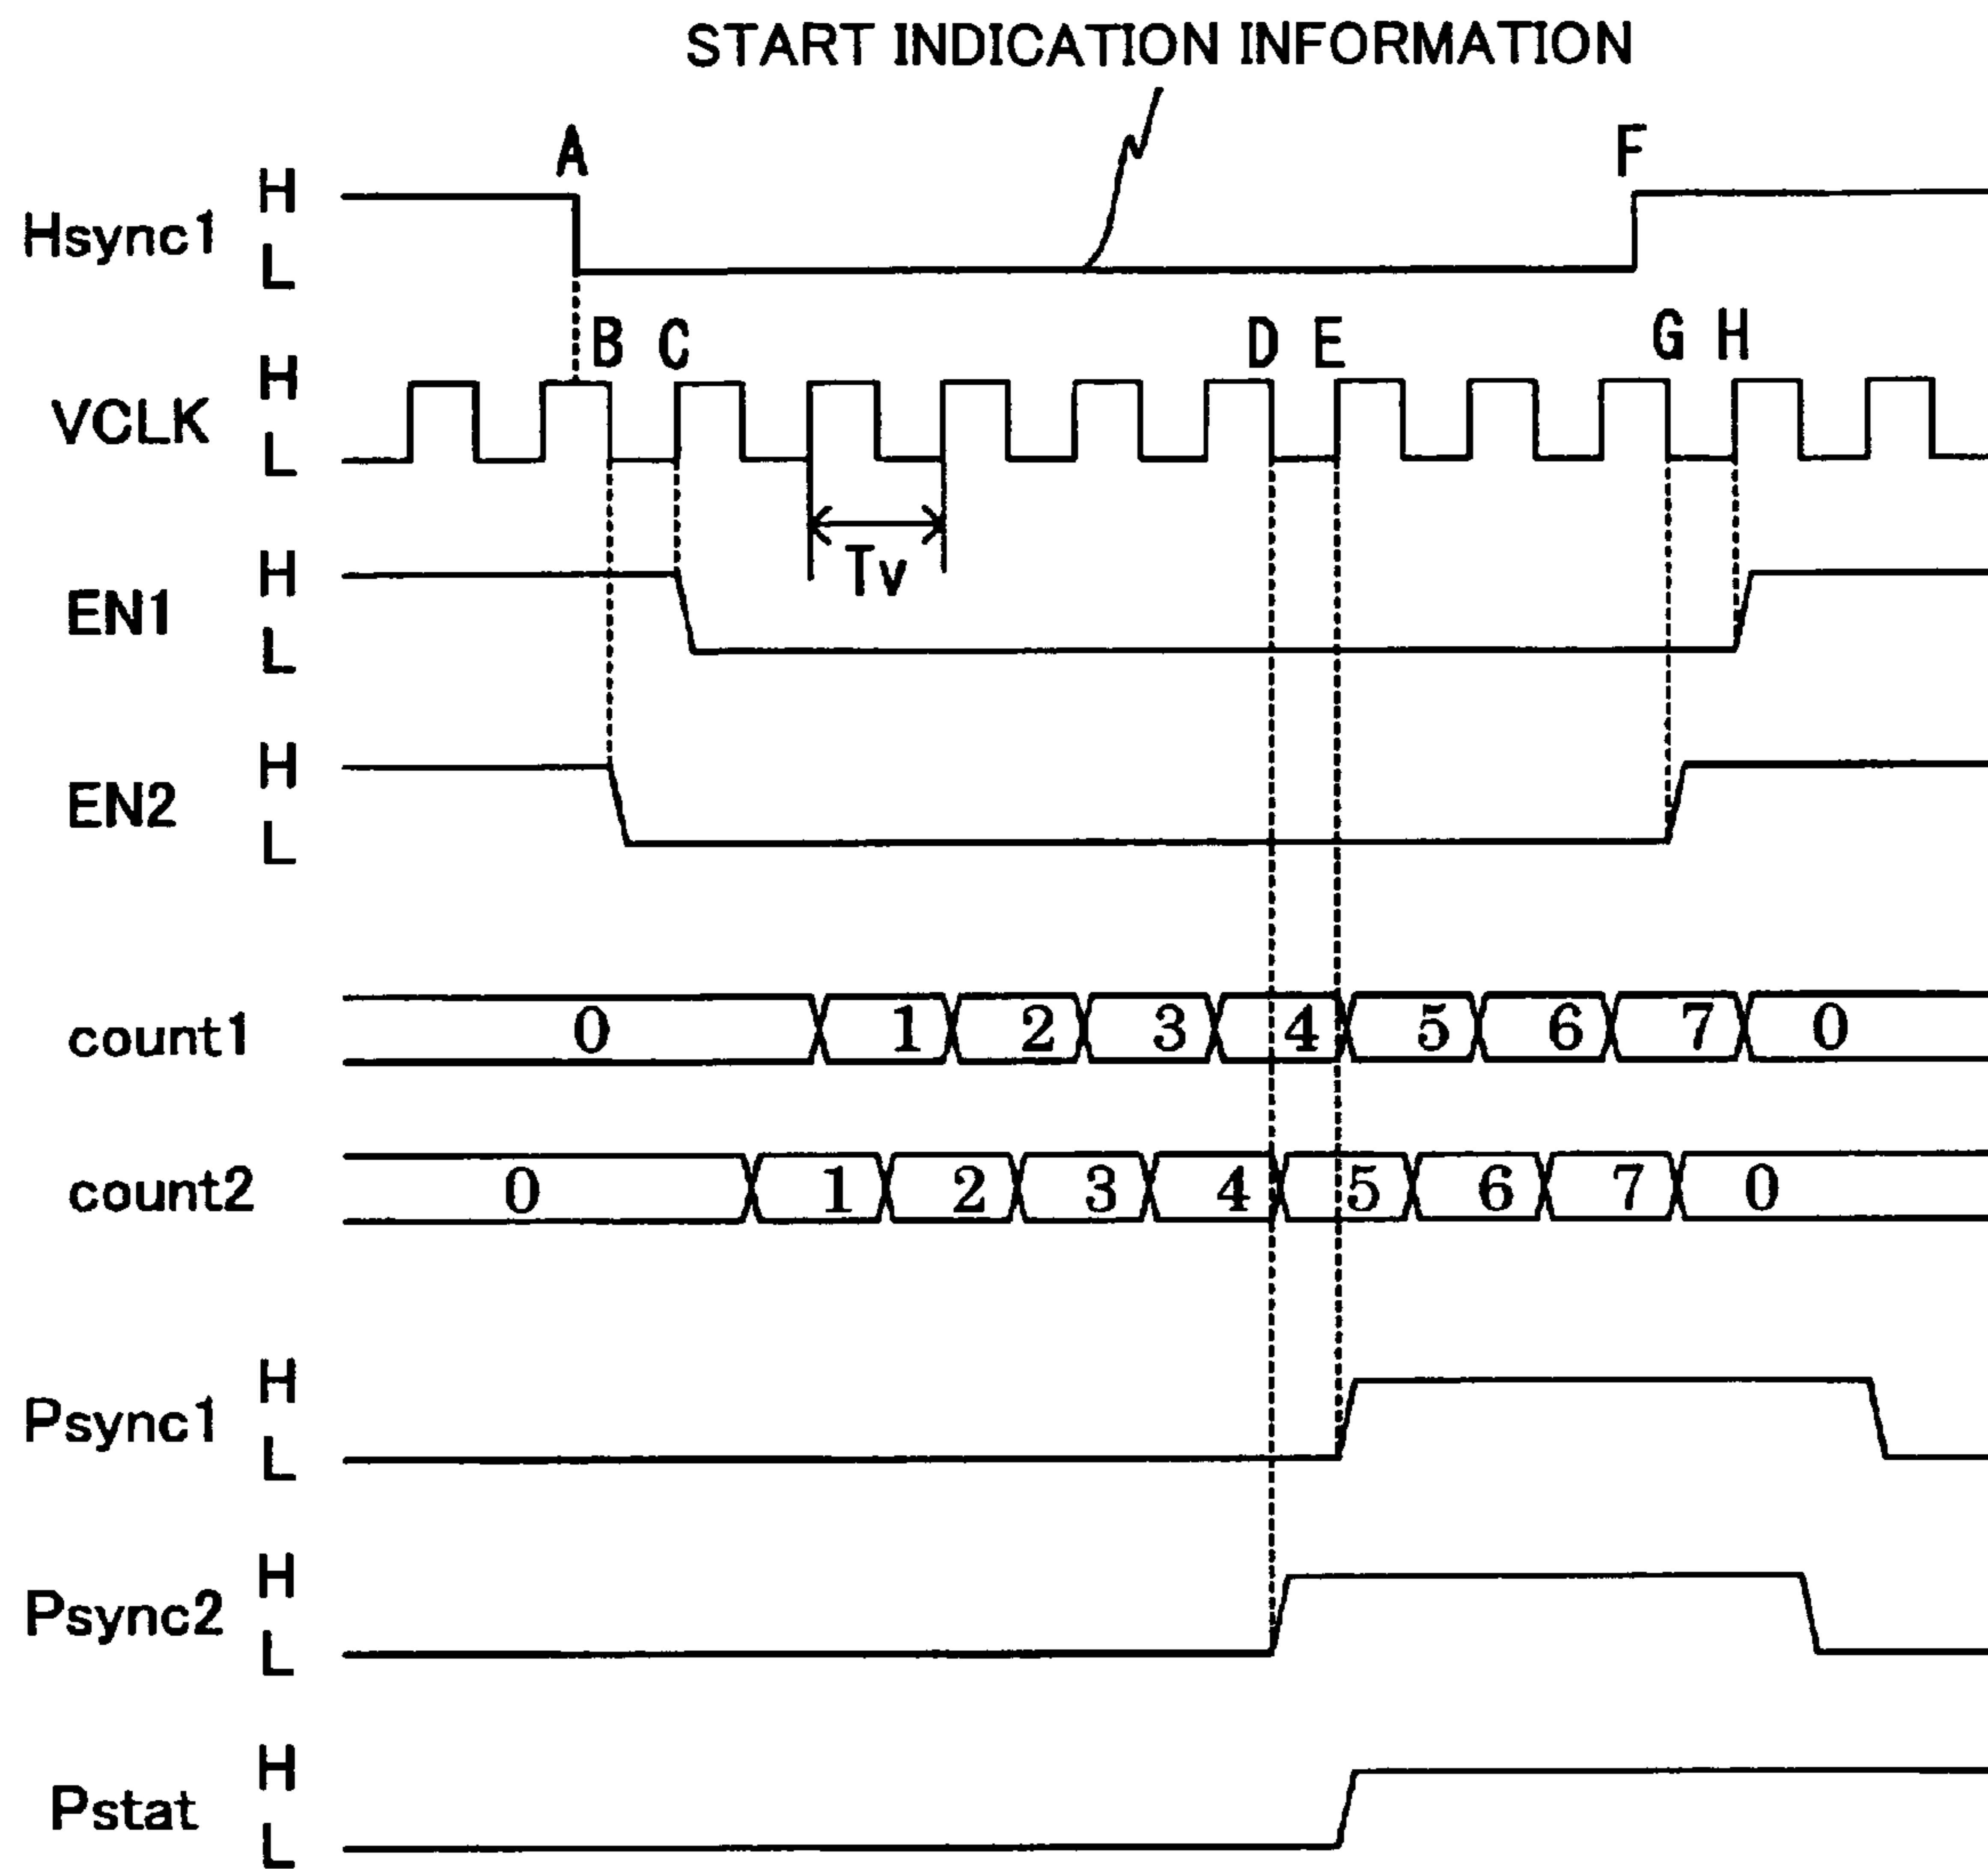 START INDICATION INFORMATION
A F
H
Hsync1
L
B C D E G H
H
VCLK
L
Tv
H
EN1
L
H
EN2
L
count1 0 1 2 3 4 5 6 7 0
count2 0 1 2 3 4 5 6 7 0
H
Psync1
L
H
Psync2
L
H
Pstat
L